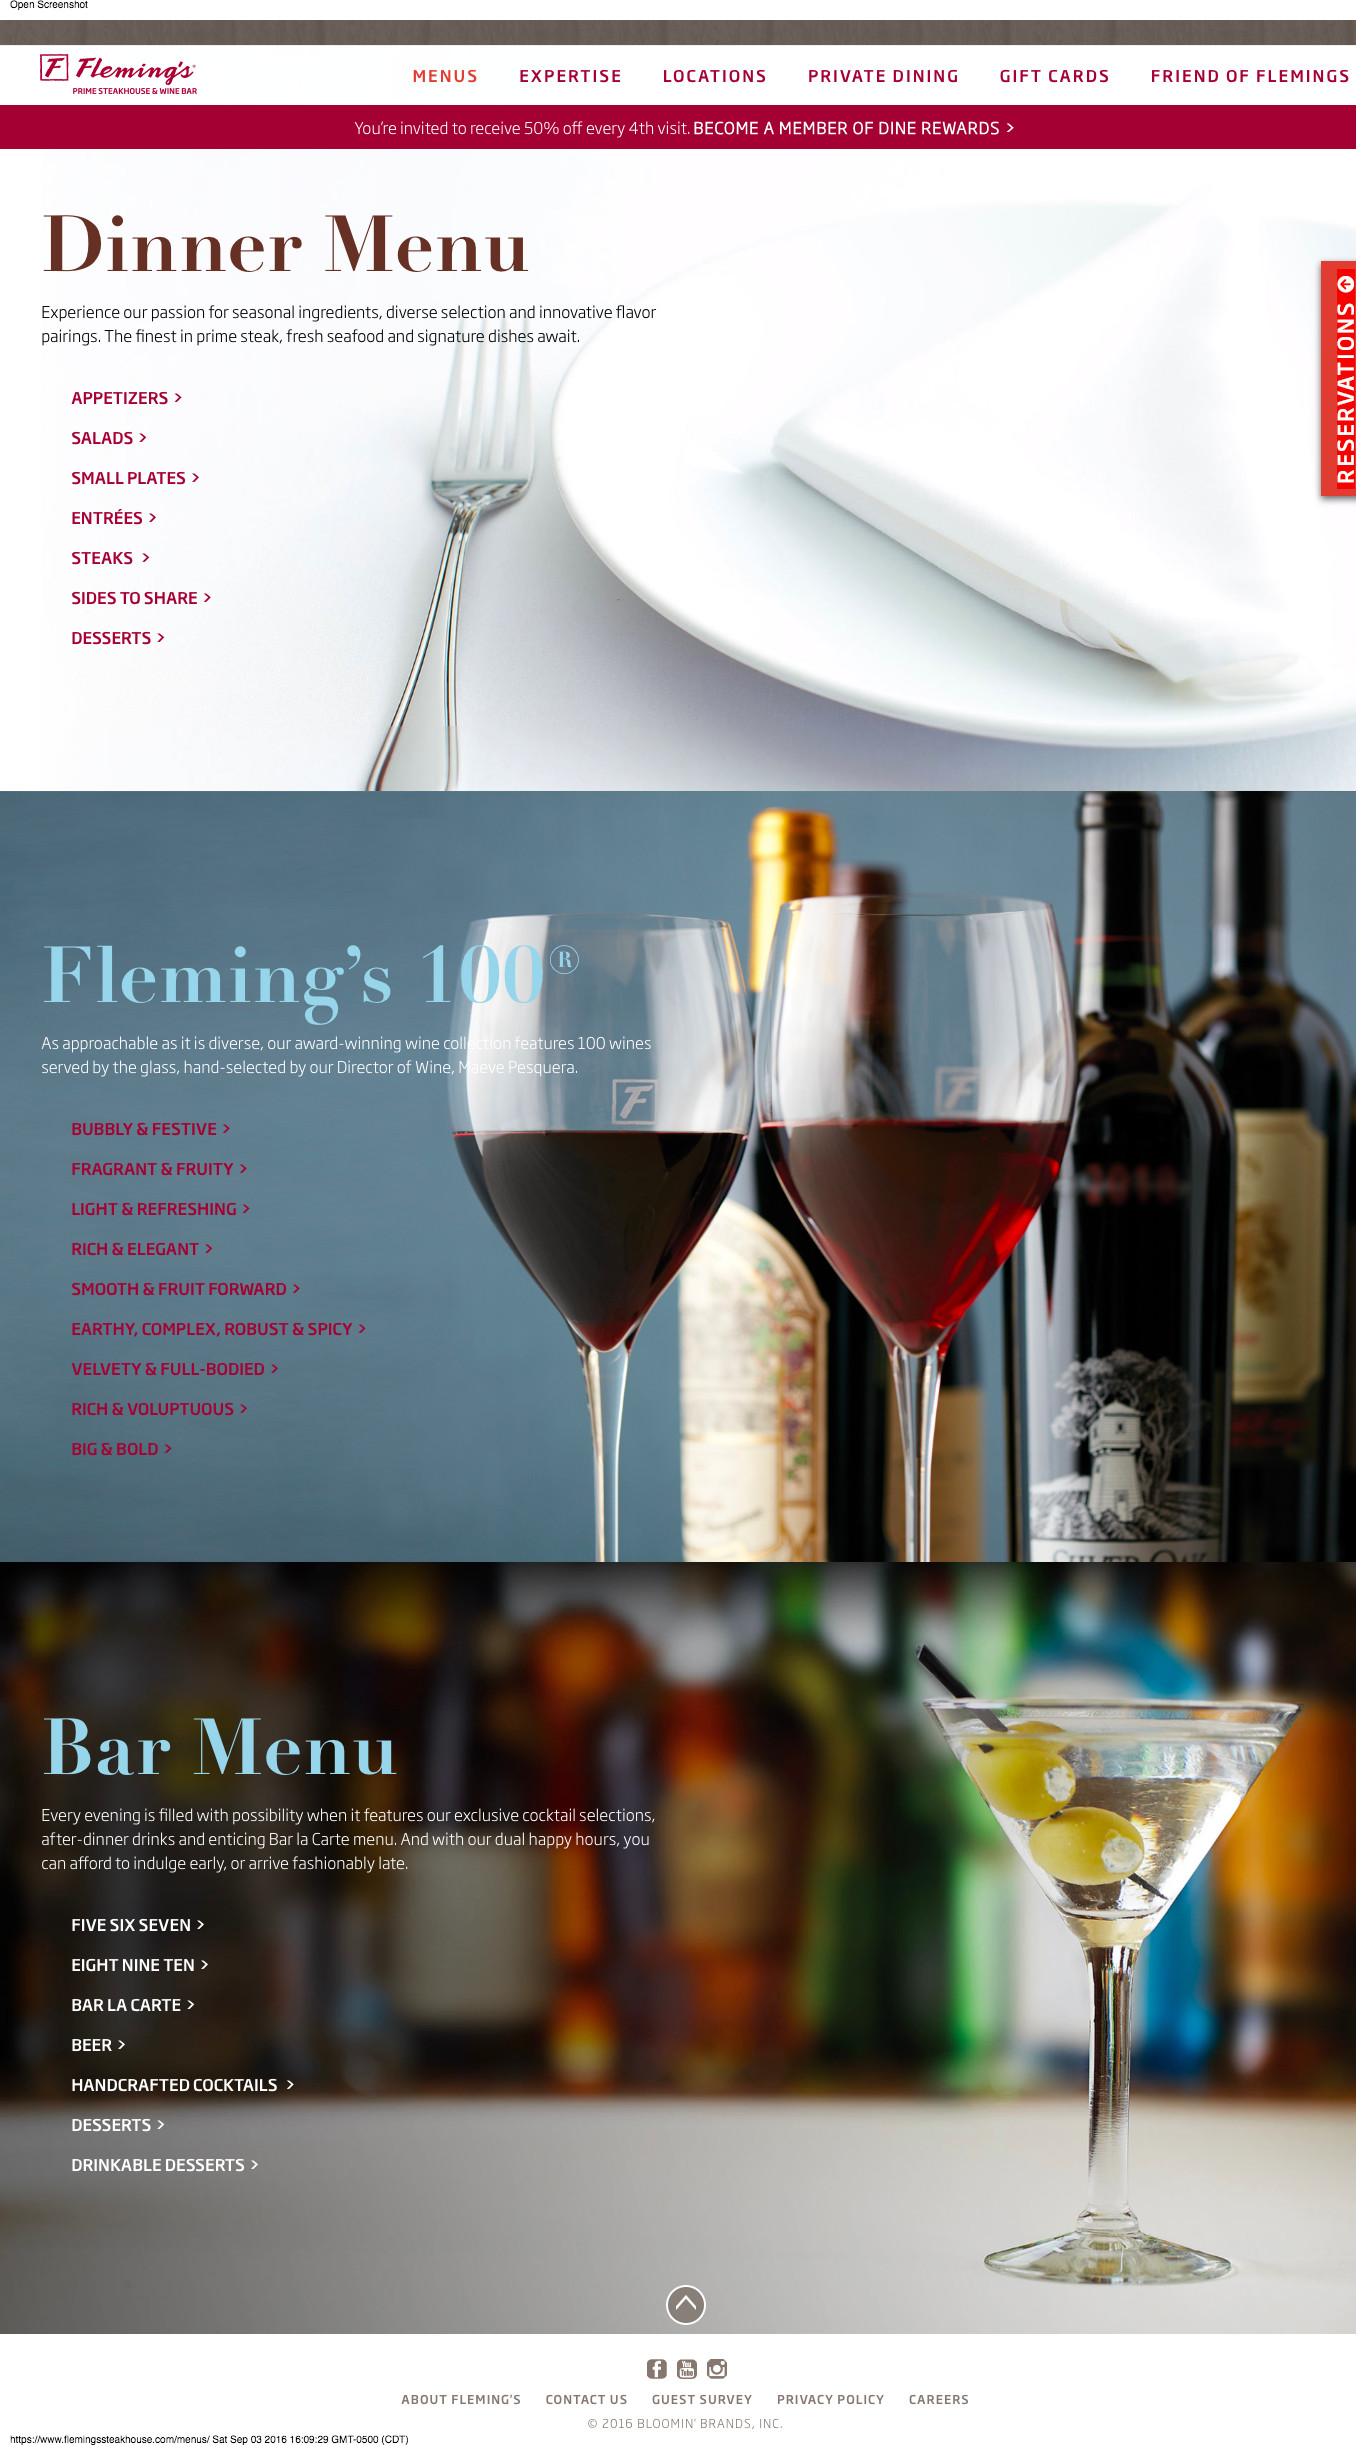 Open Screenshot
F Fleming's
PRIME STEAKHOUSE & WINE BAR
MENUS EXPERTISE LOCATIONS PRIVATE DINING GIFT CARDS FRIEND OF FLEMINGS
You're invited to receive 50% off every 4th visit. BECOME A MEMBER OF DINE REWARDS >
Dinner Menu
Experience our passion for seasonal ingredients, diverse selection and innovative flavor
pairings. The finest in prime steak, fresh seafood and signature dishes await.
RESERVATIONS
APPETIZERS >
SALADS >
SMALL PLATES >
ENTRÉES >
STEAKS >
SIDES TO SHARE >
DESSERTS >
Fleming's 100®
As approachable as it is diverse, our award-winning wine collection features 100 wines
served by the glass, hand-selected by our Director of Wine, Maeve Pesquera.
F F
BUBBLY & FESTIVE >
FRAGRANT & FRUITY >
LIGHT & REFRESHING >
RICH & ELEGANT >
SMOOTH & FRUIT FORWARD >
EARTHY, COMPLEX, ROBUST & SPICY >
VELVETY & FULL-BODIED >
RICH & VOLUPTUOUS >
BIG & BOLD >
2010
SILVER OAK
Bar Menu
Every evening is filled with possibility when it features our exclusive cocktail selections,
after-dinner drinks and enticing Bar la Carte menu. And with our dual happy hours, you
can afford to indulge early, or arrive fashionably late.
FIVE SIX SEVEN >
EIGHT NINE TEN >
BAR LA CARTE >
BEER >
HANDCRAFTED COCKTAILS >
DESSERTS >
DRINKABLE DESSERTS >
You Tube
ABOUT FLEMING'S CONTACT US GUEST SURVEY PRIVACY POLICY CAREERS
© 2016 BLOOMIN' BRANDS, INC.
https://www.flemingssteakhouse.com/menus/ Sat Sep 03 2016 16:09:29 GMT-0500 (CDT)